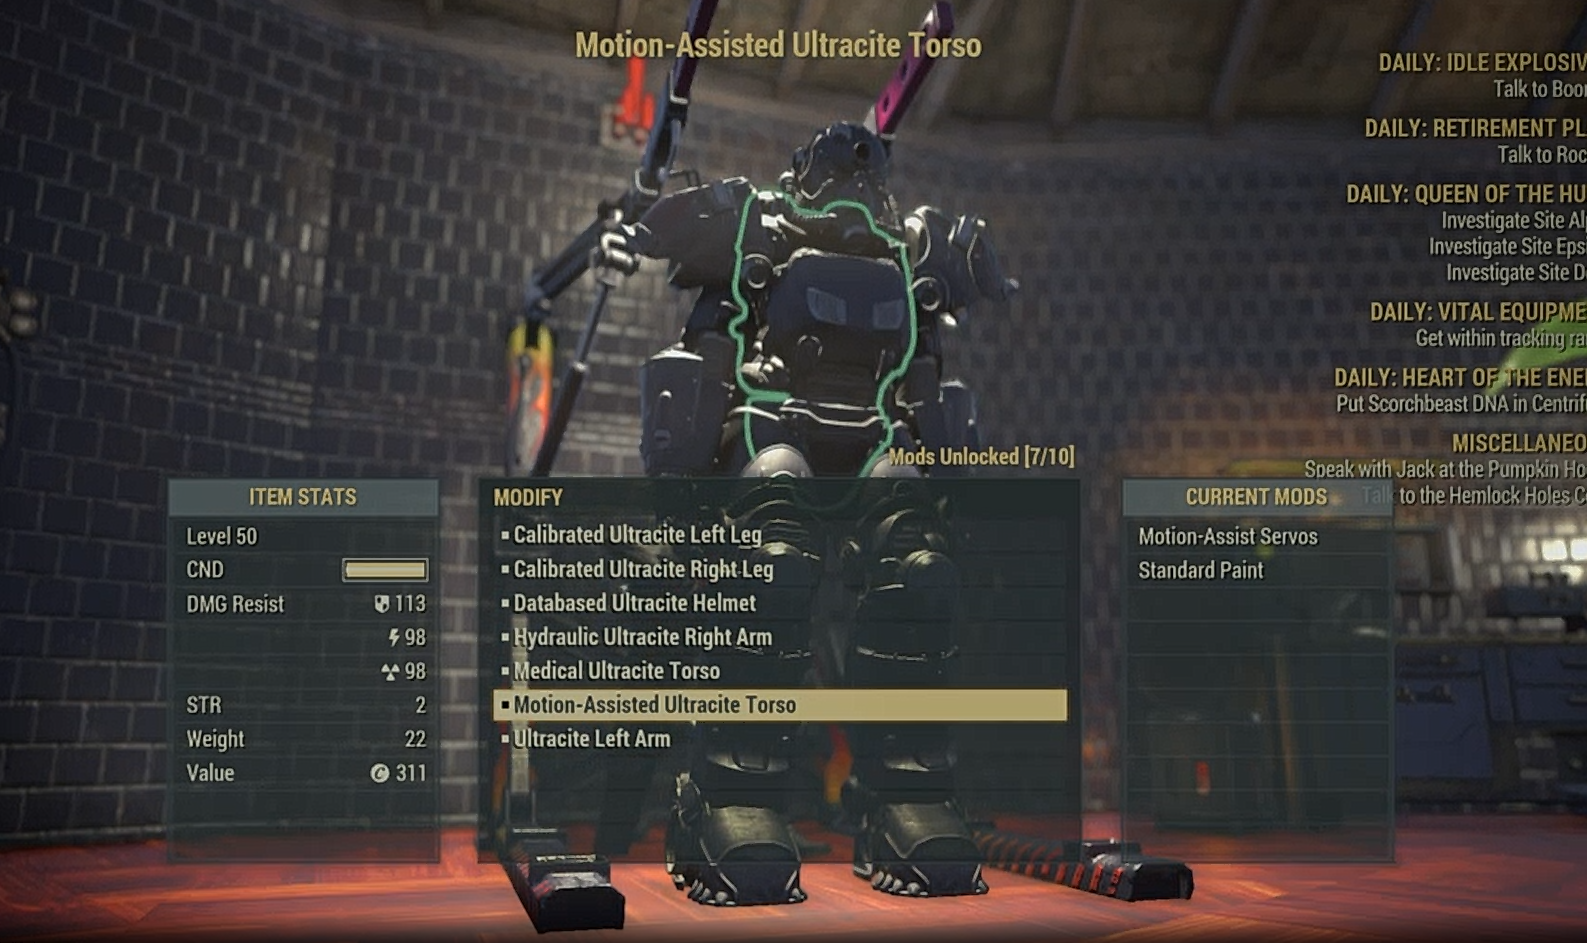 Motion-Assisted Ultracite Torso
DAILY: IDLE EXPLOSIV
Talk to Boor
DAILY: RETIREMENT PL
Talk to Roc
DAILY: QUEEN OF THE HU
Investigate Site Al
Investigate Site Eps
Investigate Site D
DAILY: VITAL EQUIPME
Get within tracking ra
DAILY: HEART OF THE ENE
Put Scorchbeast DNA in Centrif
MISCELLANEO
Speak with Jack at the Pumpkin Ho
Talk to the Hemlock Holes C
Mods Unlocked [7/10]
ITEM STATS
Level 50
CND
DMG Resist 113
98
98
STR 2
Weight 22
Value 311
MODIFY
Calibrated Ultracite Left Leg
Calibrated Ultracite Right Leg
Databased Ultracite Helmet
Hydraulic Ultracite Right Arm
Medical Ultracite Torso
Motion-Assisted Ultracite Torso
Ultracite Left Arm
CURRENT MODS
Motion-Assist Servos
Standard Paint